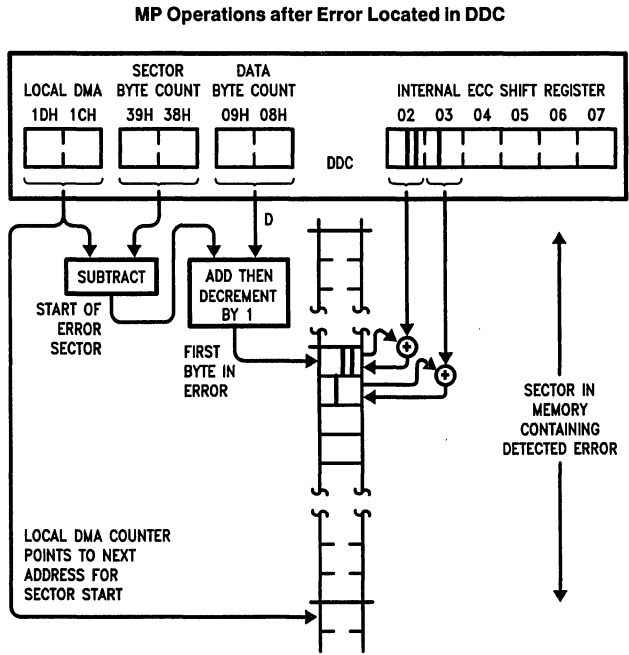 MP Operations after Error Located in DDC
LOCAL DMA
SECTOR
BYTE COUNT
DATA
BYTE COUNT
INTERNAL ECC SHIFT REGISTER
1DH 1CH
39H 38H
09H 08H
02 03 04 05 06 07
DDC
D
SUBTRACT
ADD THEN
DECREMENT
BY 1
START OF
ERROR
SECTOR
FIRST
BYTE IN
ERROR
+
+
SECTOR IN
MEMORY
CONTAINING
DETECTED ERROR
LOCAL DMA COUNTER
POINTS TO NEXT
ADDRESS FOR
SECTOR START